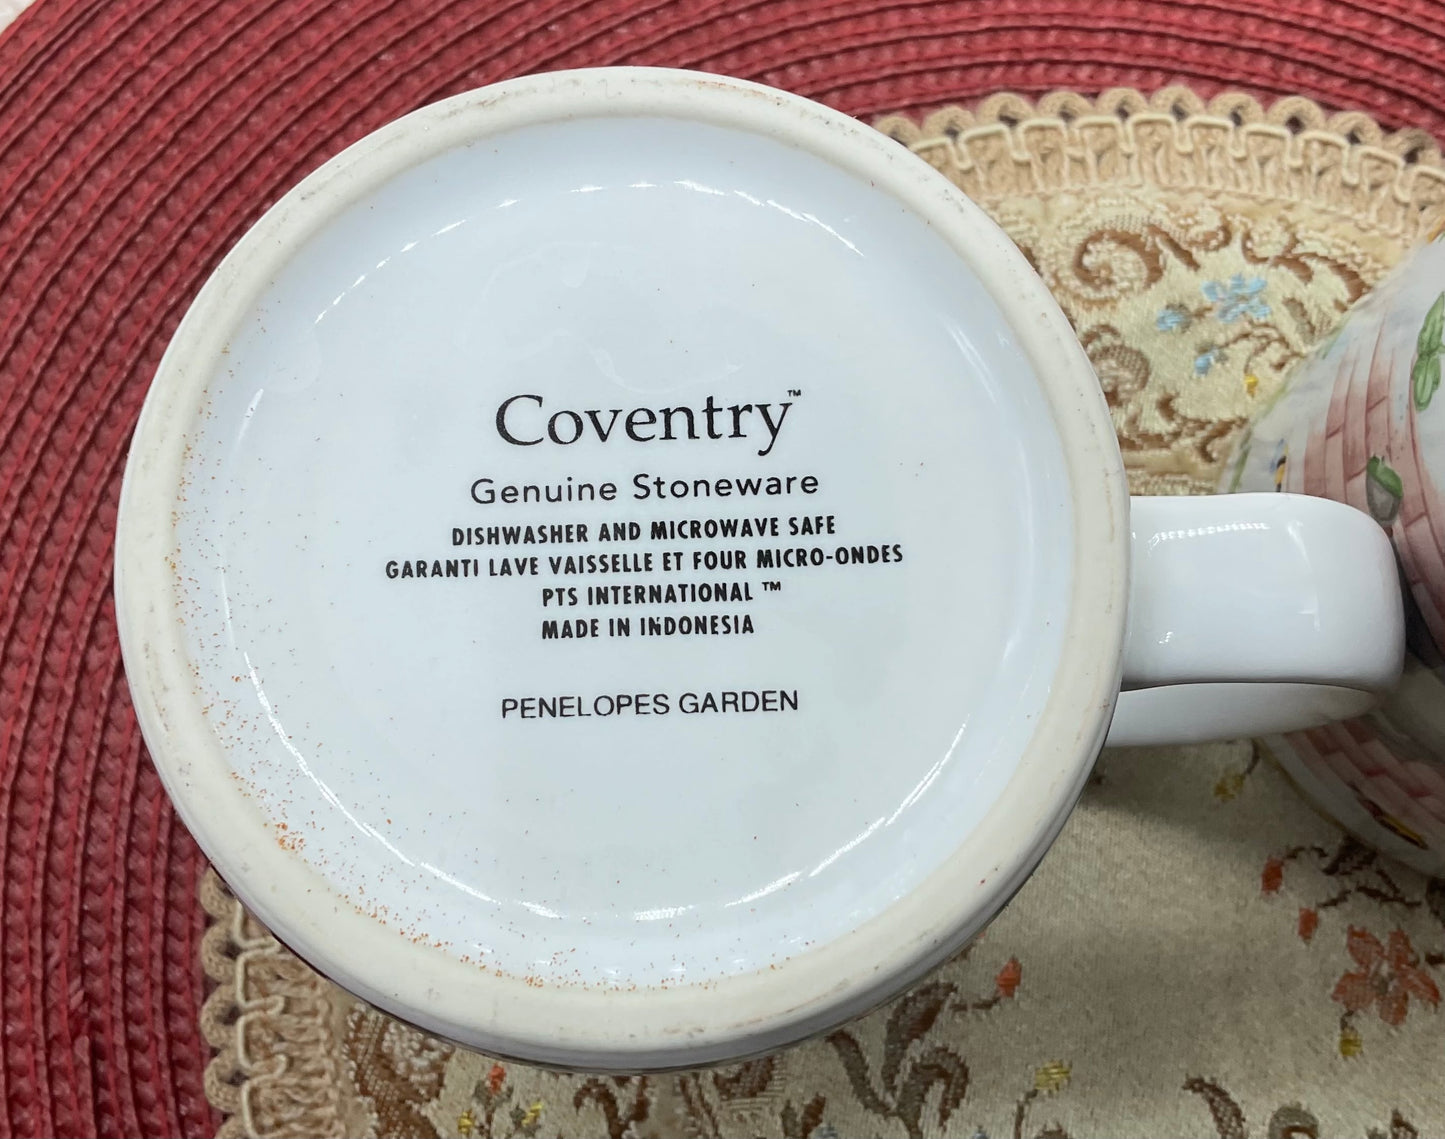 Coventry™
Genuine Stoneware
DISHWASHER AND MICROWAVE SAFE
GARANTI LAVE VAISSELLE ET FOUR MICRO-ONDES
PTS INTERNATIONAL ™
MADE IN INDONESIA
PENELOPES GARDEN